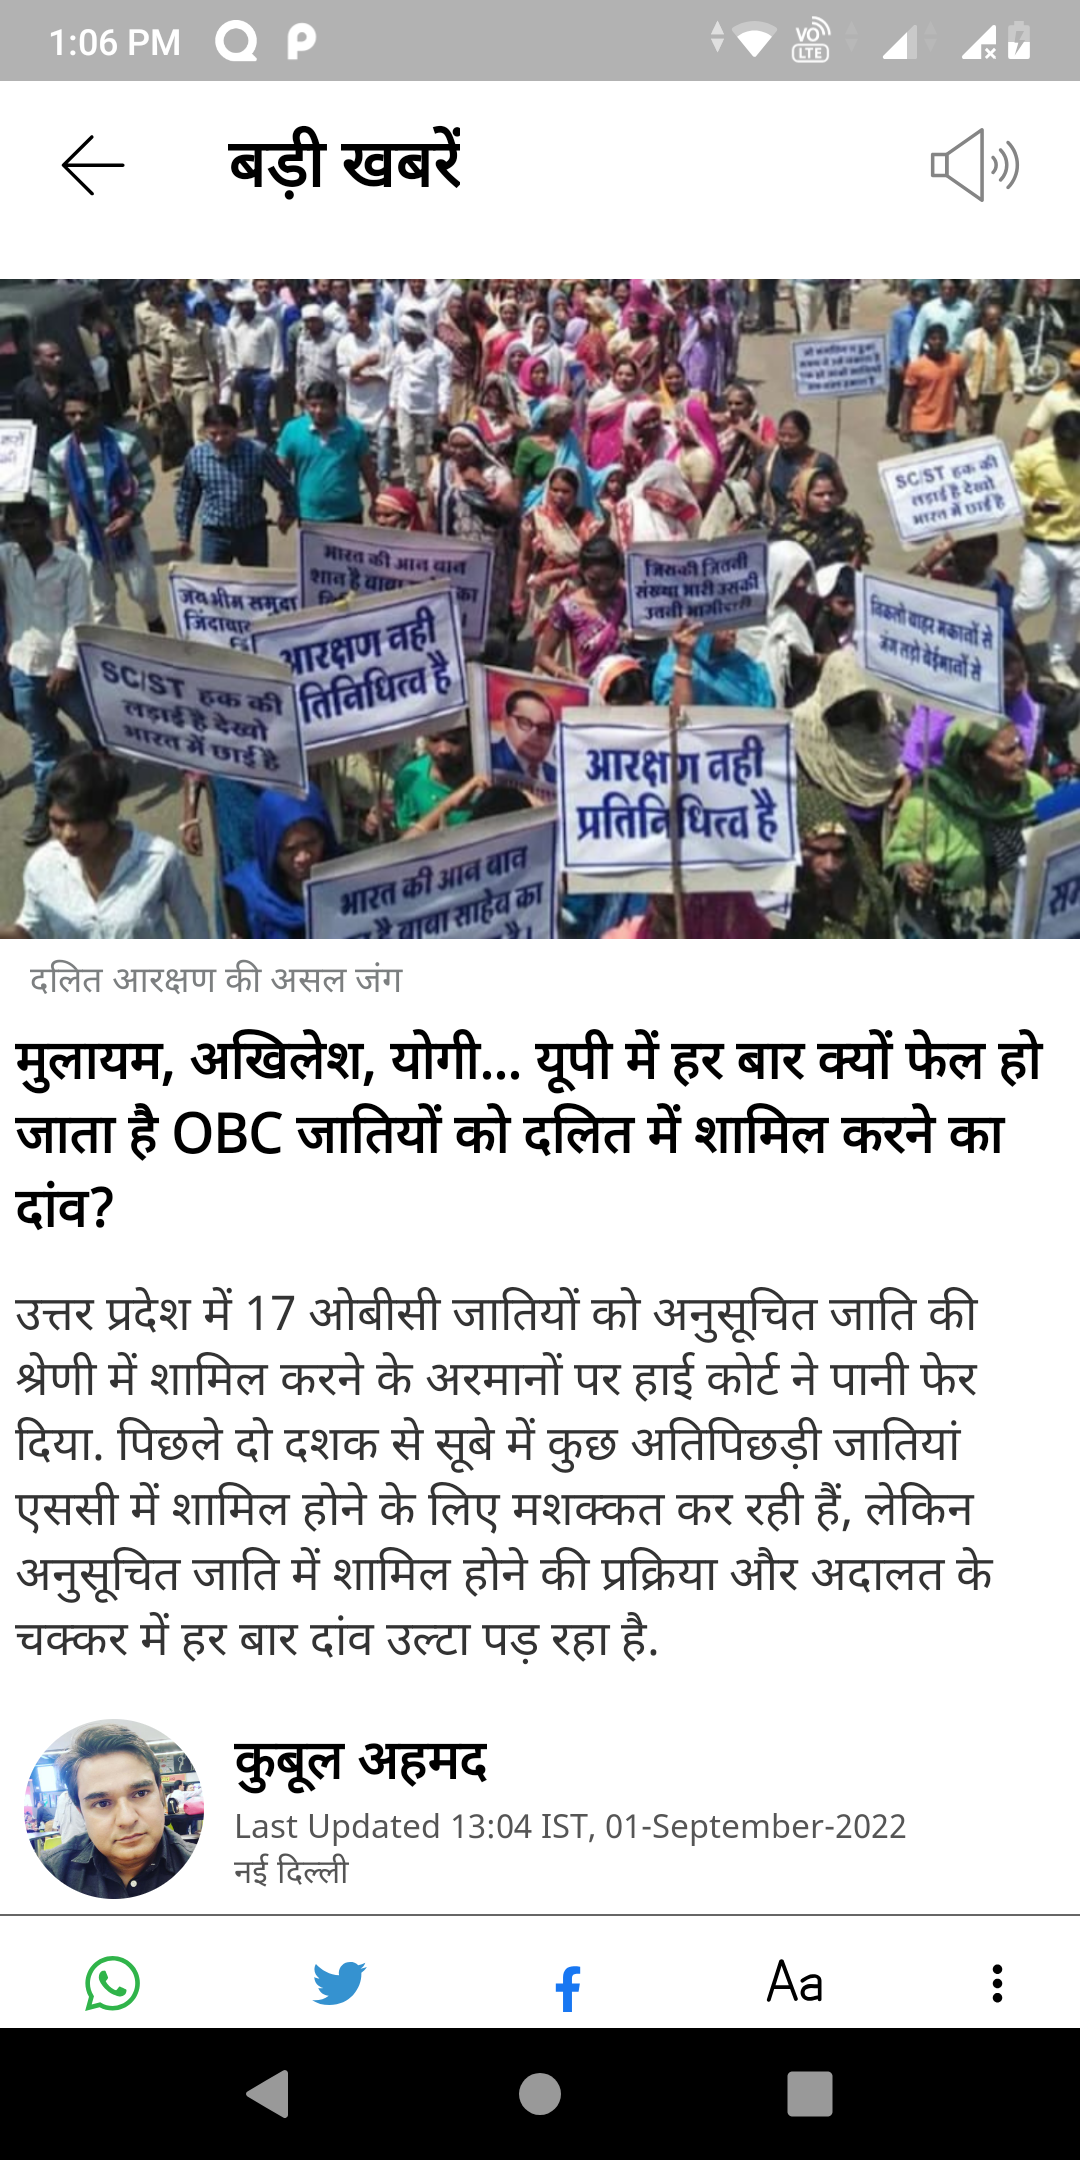 1:06 PM
VO LTE
बड़ी खबरें
SC/ST हक की
लड़ाई है देखो
भारत में छाई है
भारत की आन बान
शान है बाबा
का
जिसकी जितनी
संख्या भारी उसकी
उतनी भागीदारी
जय भीम समुदा
जिंदाबाद
निकलो बाहर मकानों से
जंग लड़ो बेईमानों से
आरक्षण नही
तिनिधित्व है
SC/ST हक की
लड़ाई है देखो
भारत में छाई है
आरक्षण नही
प्रतिनिधित्व है
भारत की आन बान
है बाबा साहेब का
दलित आरक्षण की असल जंग
मुलायम, अखिलेश, योगी... यूपी में हर बार क्यों फेल हो
जाता है OBC जातियों को दलित में शामिल करने का
दांव?
उत्तर प्रदेश में 17 ओबीसी जातियों को अनुसूचित जाति की
श्रेणी में शामिल करने के अरमानों पर हाई कोर्ट ने पानी फेर
दिया. पिछले दो दशक से सूबे में कुछ अतिपिछड़ी जातियां
एससी में शामिल होने के लिए मशक्कत कर रही हैं, लेकिन
अनुसूचित जाति में शामिल होने की प्रक्रिया और अदालत के
चक्कर में हर बार दांव उल्टा पड़ रहा है.
कुबूल अहमद
Last Updated 13:04 IST, 01-September-2022
नई दिल्ली
Aa